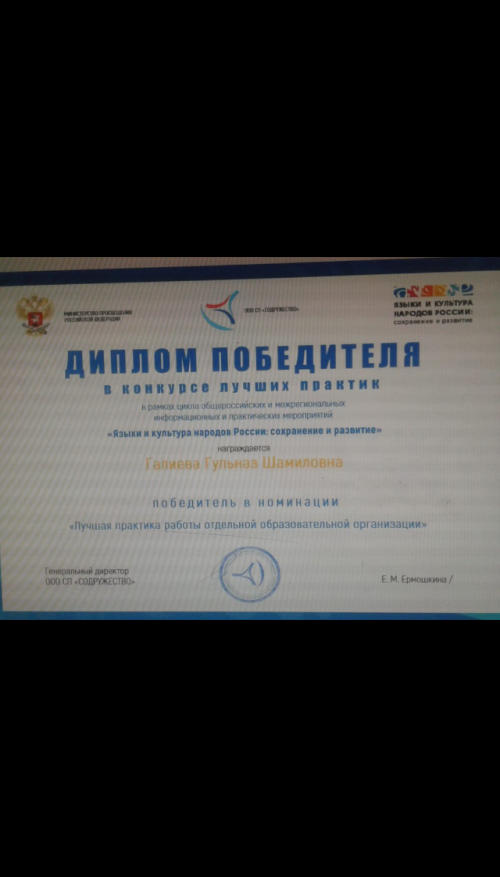 МИНИСТЕРСТВО ПРОСВЕЩЕНИЯ
РОССИЙСКОЙ ФЕДЕРАЦИИ
ООО СП «СОДРУЖЕСТВО»
ЯЗЫКИ И КУЛЬТУРА
НАРОДОВ РОССИИ:
сохранение и развитие
ДИПЛОМ ПОБЕДИТЕЛЯ
в конкурсе лучших практик
в рамках цикла общероссийских и межрегиональных
информационных и практических мероприятий
«Языки и культура народов России: сохранение и развитие»
награждается
Галиева Гульназ Шамиловна
победитель в номинации
«Лучшая практика работы отдельной образовательной организации»
Генеральный директор
ООО СП «СОДРУЖЕСТВО»
Е. М. Ермошкина /